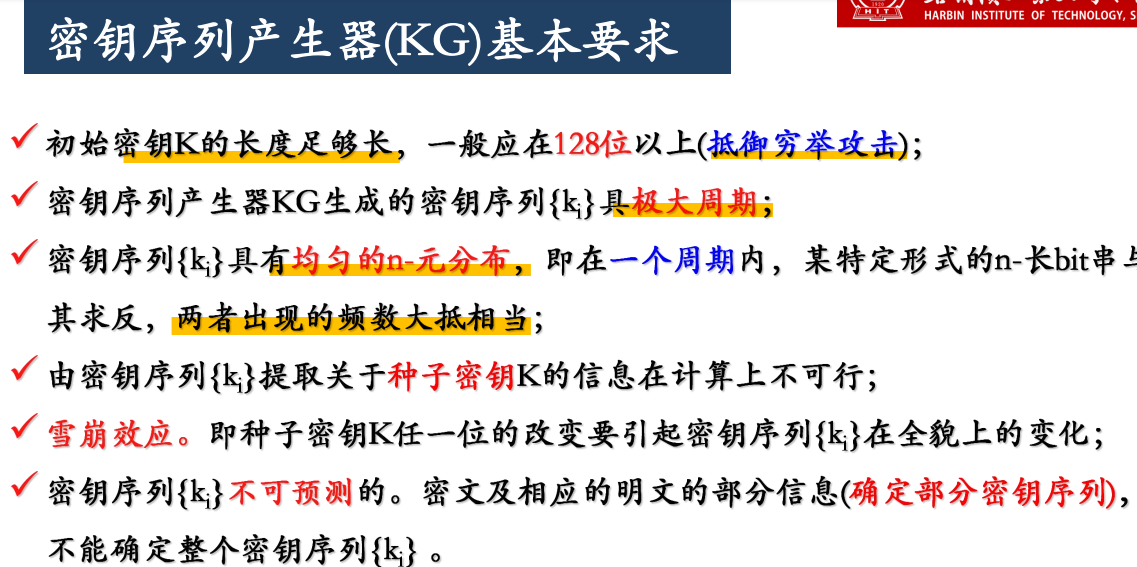 密钥序列产生器(KG)基本要求
HIT
HARBIN INSTITUTE OF TECHNOLOGY, S
✓ 初始密钥K的长度足够长，一般应在128位以上(抵御穷举攻击)；
✓ 密钥序列产生器KG生成的密钥序列{ki}具极大周期；
✓ 密钥序列{ki}具有均匀的n-元分布，即在一个周期内，某特定形式的n-长bit串与
其求反，两者出现的频数大抵相当；
✓ 由密钥序列{ki}提取关于种子密钥K的信息在计算上不可行；
✓ 雪崩效应。即种子密钥K任一位的改变要引起密钥序列{ki}在全貌上的变化；
✓ 密钥序列{ki}不可预测的。密文及相应的明文的部分信息(确定部分密钥序列)，
不能确定整个密钥序列{ki} 。